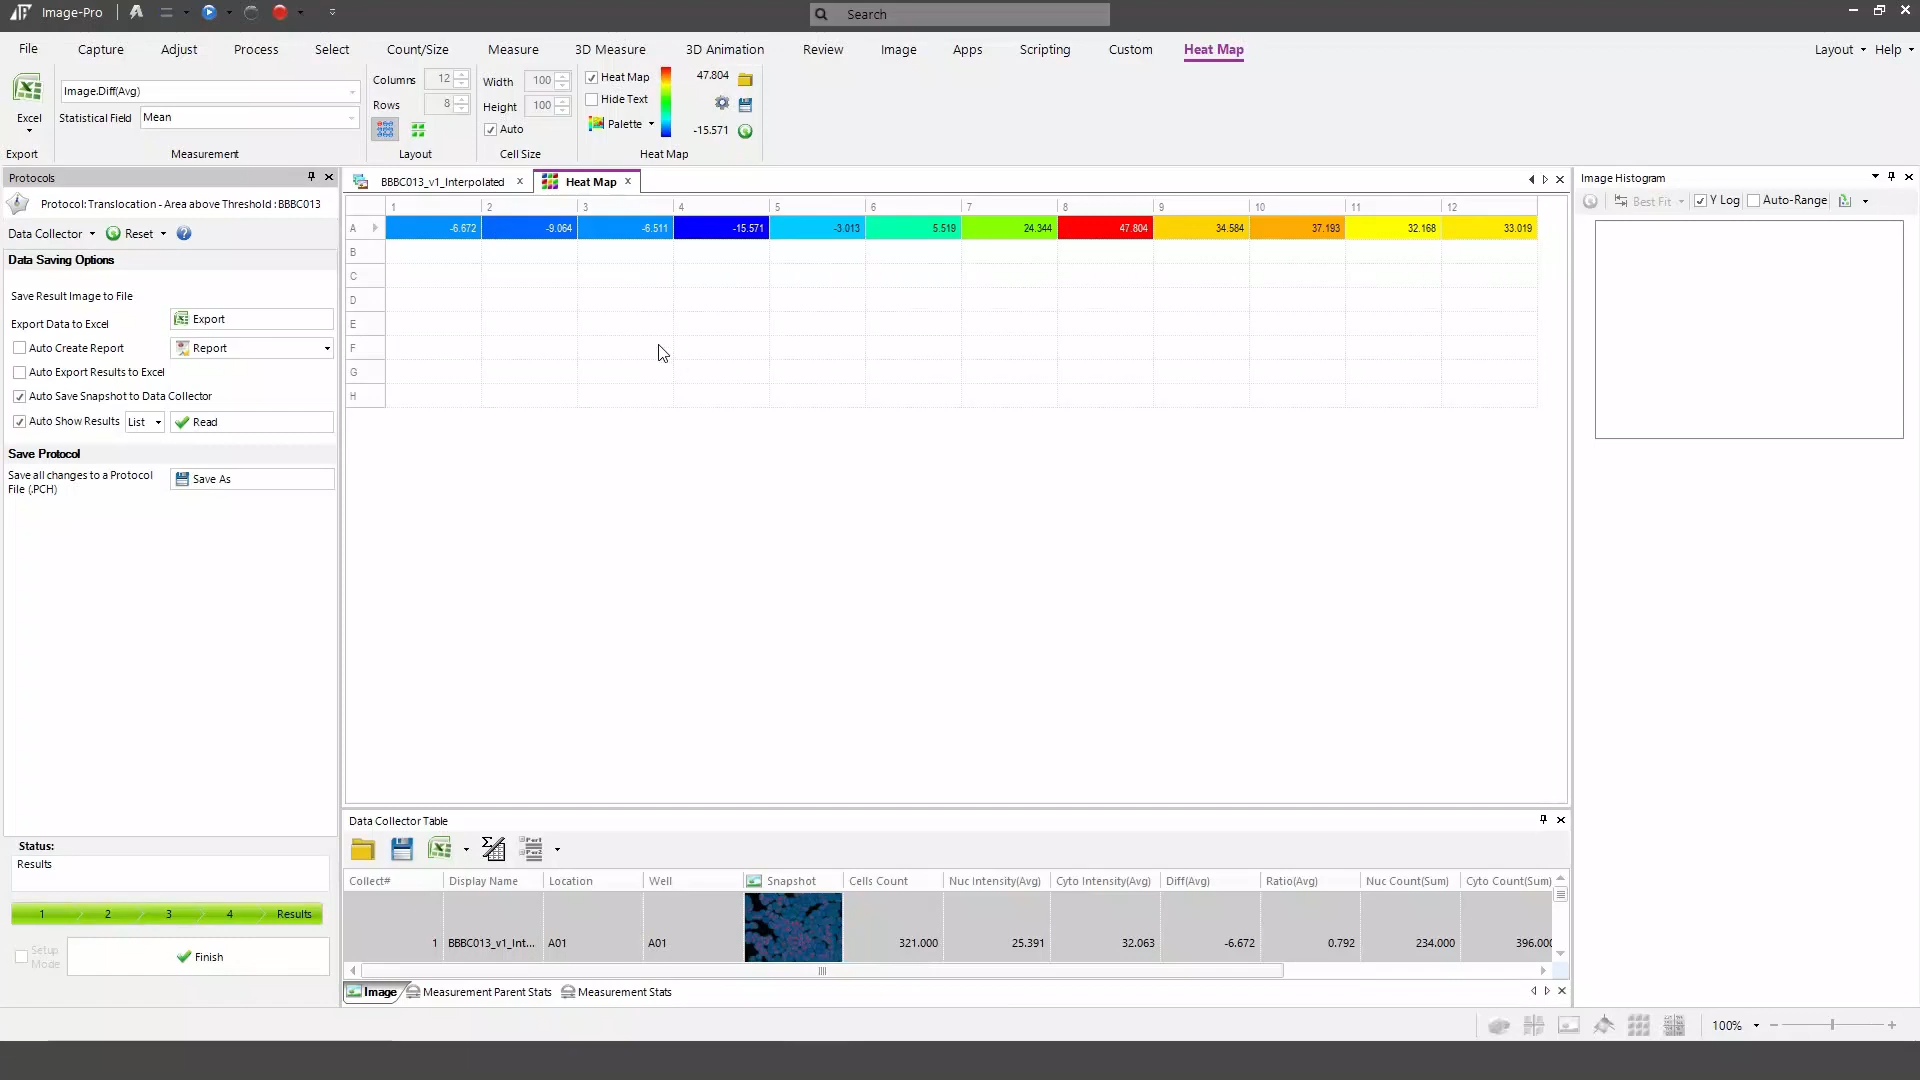 Image-Pro
Search
File Capture Adjust Process Select Count/Size Measure 3D Measure 3D Animation Review Image Apps Scripting Custom Heat Map Layout Help
Excel
Export
Image.Diff(Avg)
Statistical Field Mean
Measurement
Columns 12
Rows 8
Layout
Width 100
Height 100
Auto
Cell Size
Heat Map 47.804
Hide Text
Palette -15.571
Heat Map
Protocols
Protocol: Translocation - Area above Threshold : BBBC013
Data Collector Reset
Data Saving Options
Save Result Image to File
Export Data to Excel Export
Auto Create Report Report
Auto Export Results to Excel
Auto Save Snapshot to Data Collector
Auto Show Results List Read
Save Protocol
Save all changes to a Protocol
File (.PCH)
Save As
Status:
Results
1 2 3 4 Results
Setup
Mode
Finish
BBBC013_v1_Interpolated Heat Map
1 2 3 4 5 6 7 8 9 10 11 12
A -6.672 -9.064 -6.511 -15.571 -3.013 5.519 24.344 47.804 34.584 37.193 32.168 33.019
B
C
D
E
F
G
H
Data Collector Table
Collect# Display Name Location Well Snapshot Cells Count Nuc Intensity(Avg) Cyto Intensity(Avg) Diff(Avg) Ratio(Avg) Nuc Count(Sum) Cyto Count(Sum)
1 BBBC013_v1_Int... A01 A01 321.000 25.391 32.063 -6.672 0.792 234.000 396.000
Image Measurement Parent Stats Measurement Stats
Image Histogram
Best Fit Y Log Auto-Range
100%